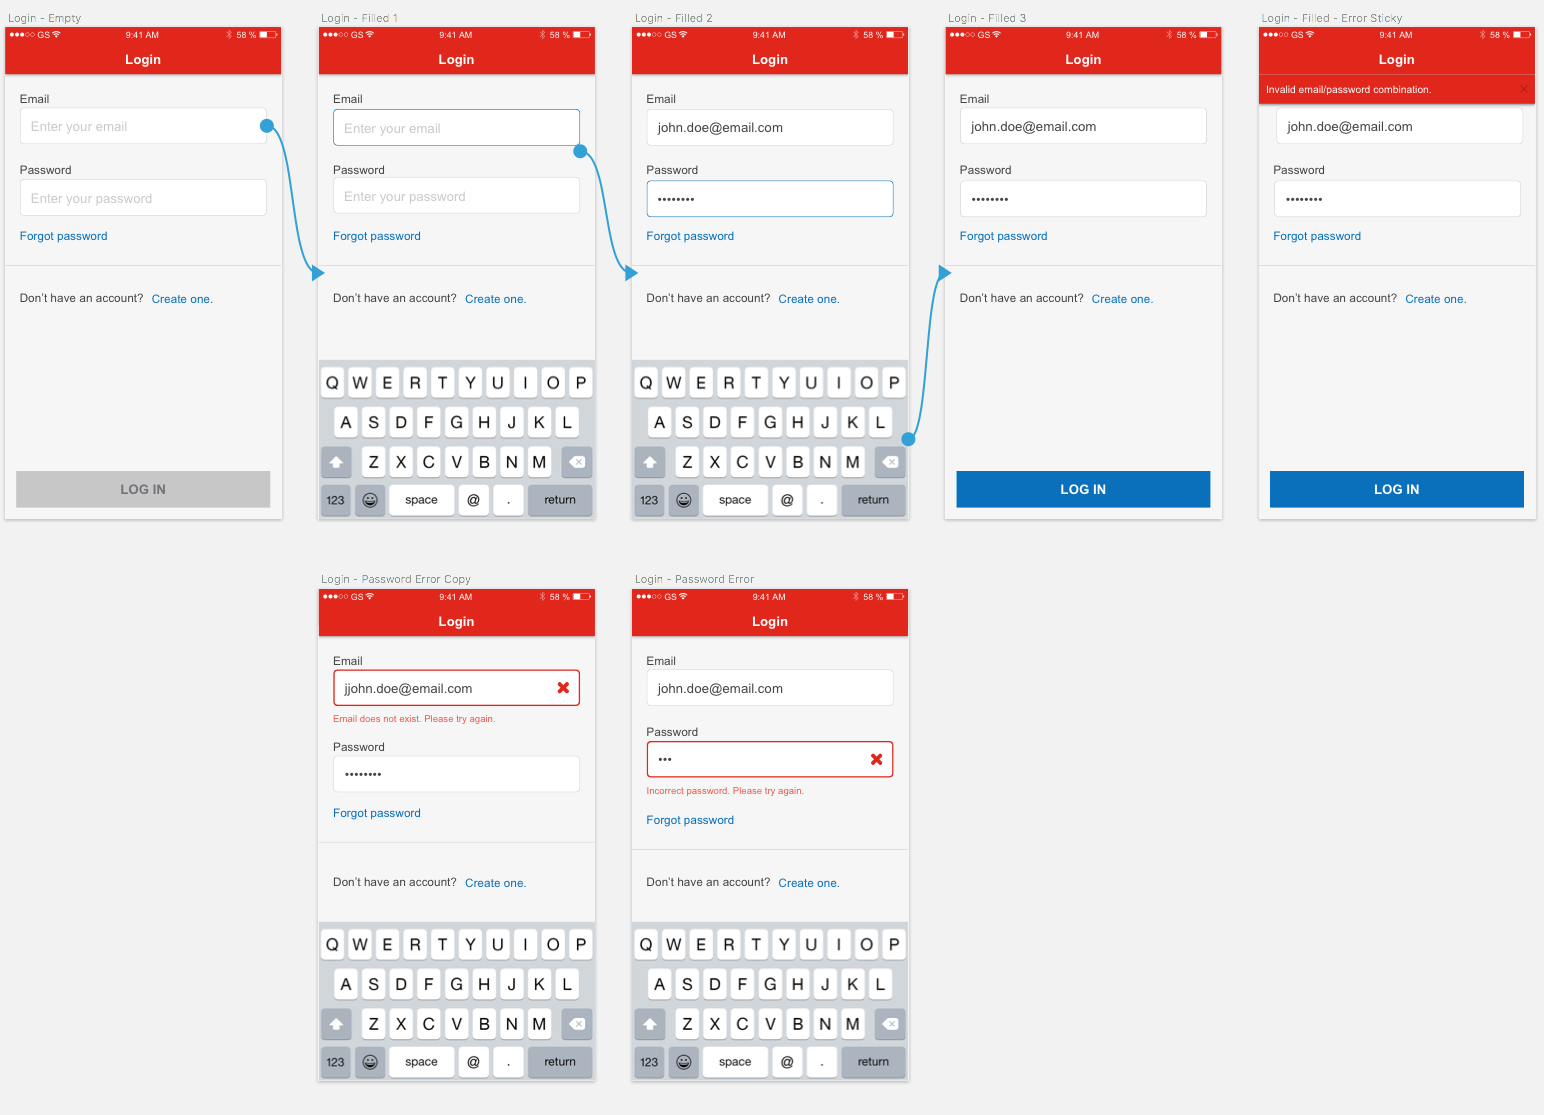 Login - Empty
●●●○○ GS 9:41 AM 58 %
Login
Email
Enter your email
Password
Enter your password
Forgot password
Don't have an account? Create one.
LOG IN
Login - Filled 1
●●●○○ GS 9:41 AM 58 %
Login
Email
Enter your email
Password
Enter your password
Forgot password
Don't have an account? Create one.
Q W E R T Y U I O P
A S D F G H J K L
Z X C V B N M
123 space @ . return
Login - Filled 2
●●●○○ GS 9:41 AM 58 %
Login
Email
john.doe@email.com
Password
••••••••
Forgot password
Don't have an account? Create one.
Q W E R T Y U I O P
A S D F G H J K L
Z X C V B N M
123 space @ . return
Login - Filled 3
●●●○○ GS 9:41 AM 58 %
Login
Email
john.doe@email.com
Password
••••••••
Forgot password
Don't have an account? Create one.
LOG IN
Login - Filled - Error Sticky
●●●○○ GS 9:41 AM 58 %
Login
Invalid email/password combination.
john.doe@email.com
Password
••••••••
Forgot password
Don't have an account? Create one.
LOG IN
Login - Password Error Copy
●●●○○ GS 9:41 AM 58 %
Login
Email
jjohn.doe@email.com
Email does not exist. Please try again.
Password
••••••••
Forgot password
Don't have an account? Create one.
Q W E R T Y U I O P
A S D F G H J K L
Z X C V B N M
123 space @ . return
Login - Password Error
●●●○○ GS 9:41 AM 58 %
Login
Email
john.doe@email.com
Password
•••
Incorrect password. Please try again.
Forgot password
Don't have an account? Create one.
Q W E R T Y U I O P
A S D F G H J K L
Z X C V B N M
123 space @ . return